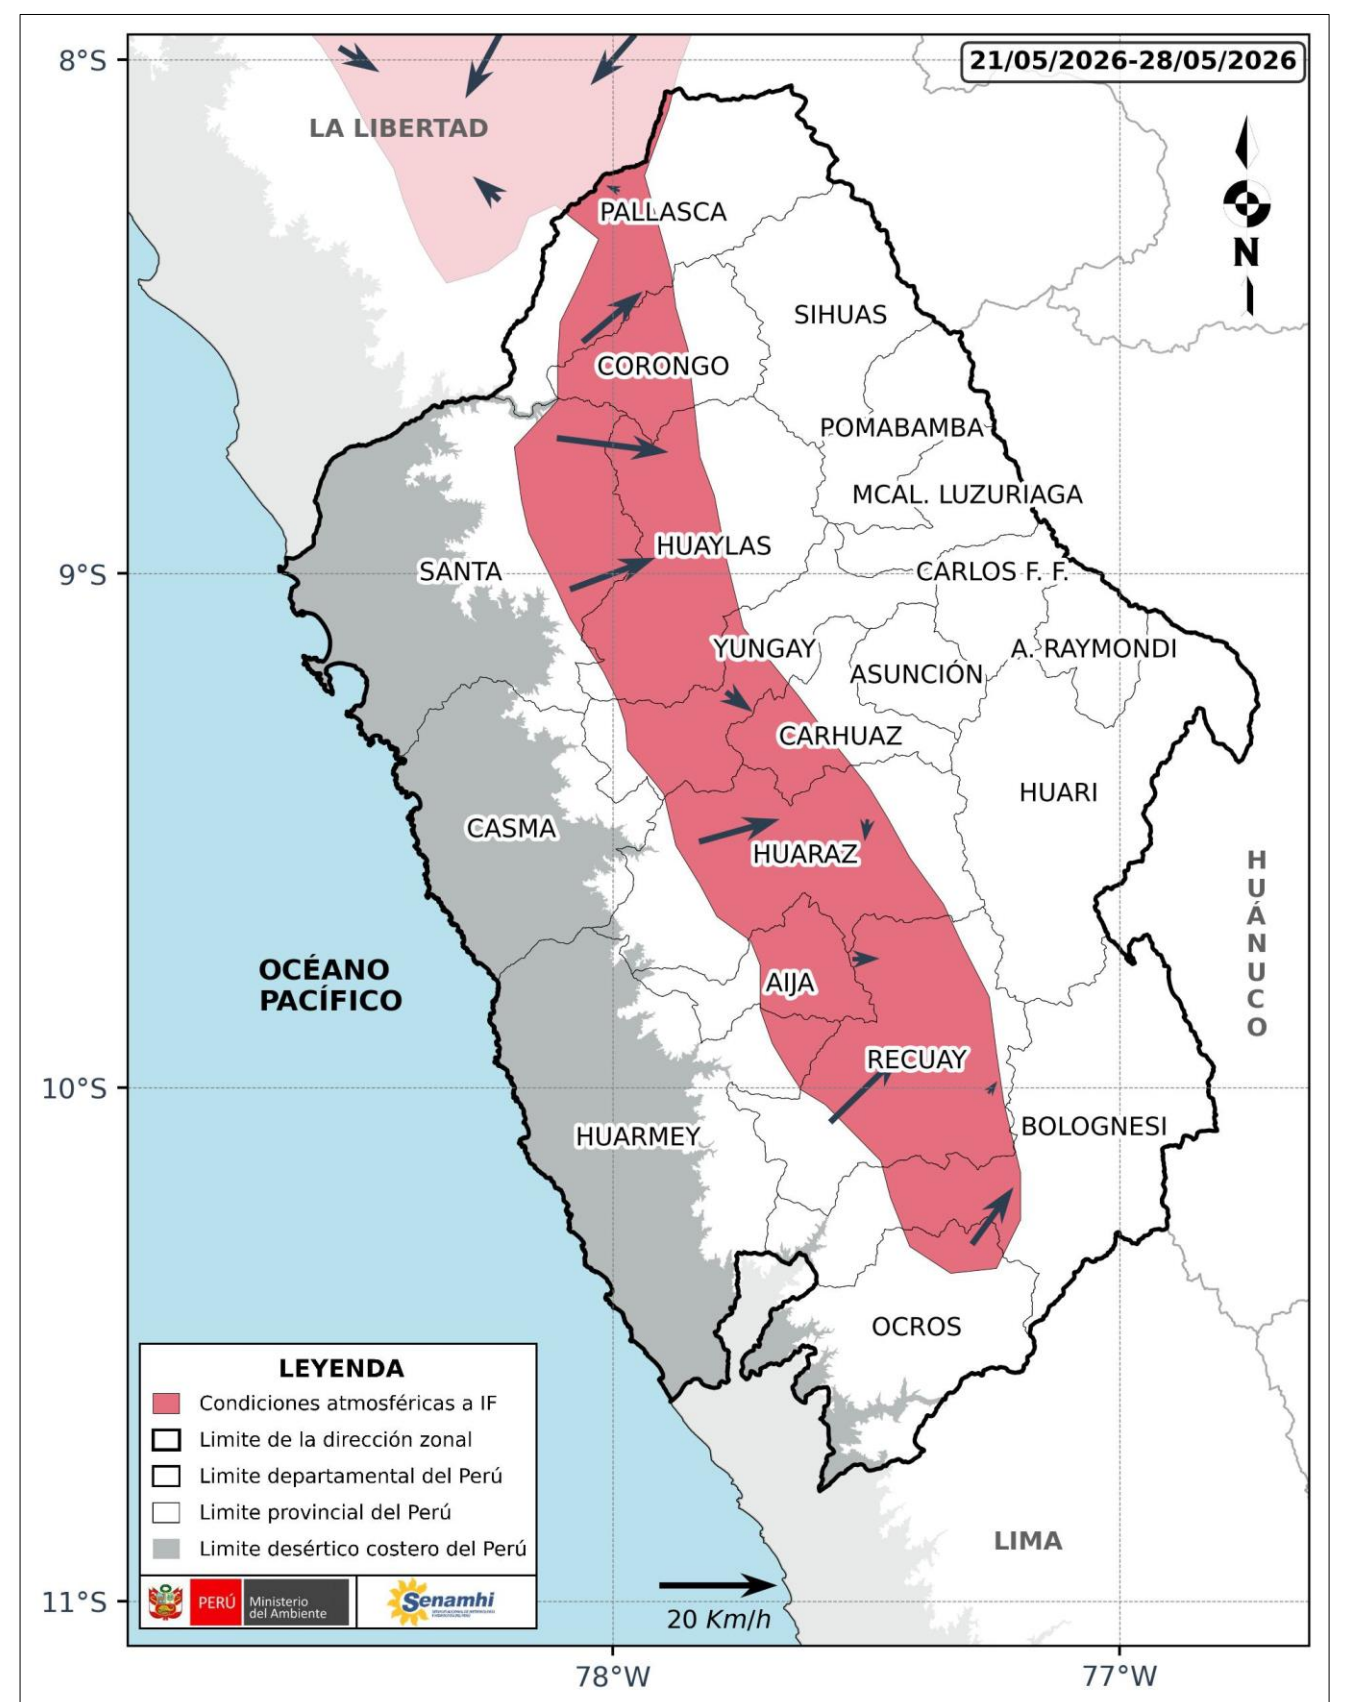 8°S
21/05/2026-28/05/2026
LA LIBERTAD
N
PALLASCA
SIHUAS
CORONGO
POMABAMBA
MCAL. LUZURIAGA
HUAYLAS
9°S
SANTA
CARLOS F. F.
YUNGAY
A. RAYMONDI
ASUNCIÓN
CARHUAZ
HUARI
CASMA
HUARAZ
HUÁNUCO
OCÉANO
PACÍFICO
AIJA
RECUAY
10°S
BOLOGNESI
HUARMEY
OCROS
LEYENDA
Condiciones atmosféricas a IF
Limite de la dirección zonal
Limite departamental del Perú
Limite provincial del Perú
Limite desértico costero del Perú
PERÚ
Ministerio
del Ambiente
Senamhi
LIMA
11°S
20 Km/h
78°W
77°W